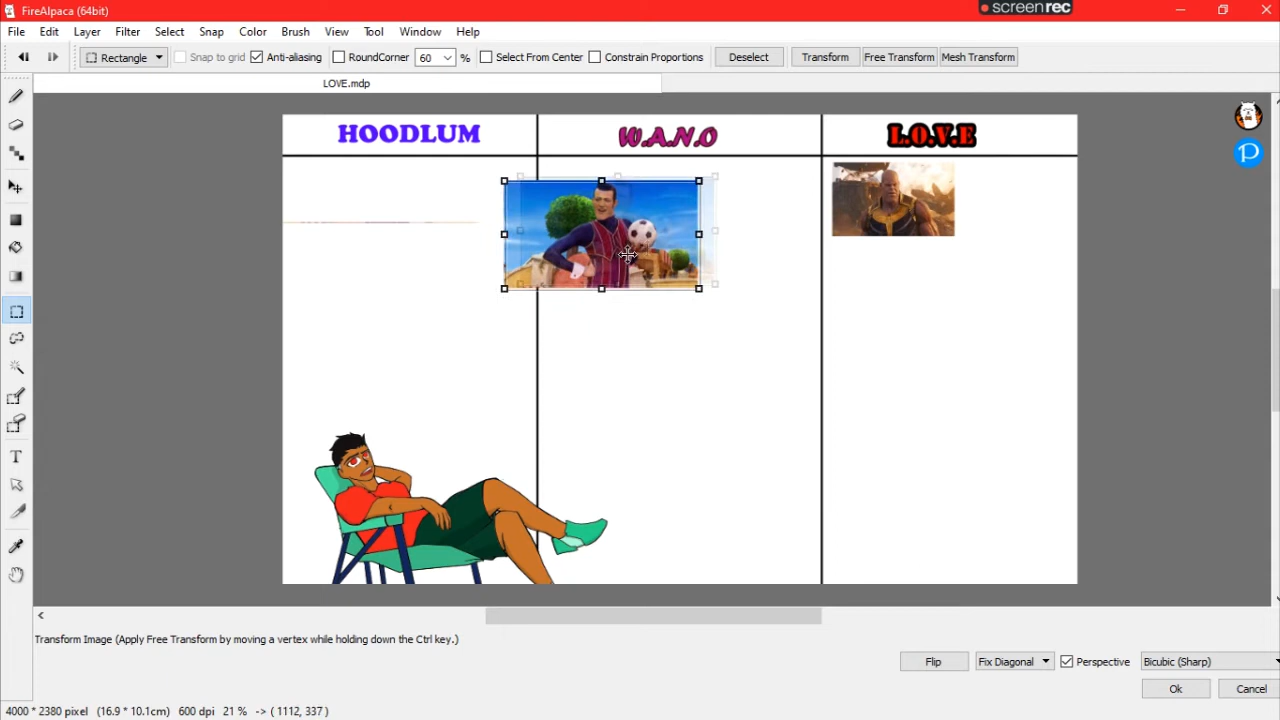 FireAlpaca (64bit)
screenrec
File Edit Layer Filter Select Snap Color Brush View Tool Window Help
Rectangle Snap to grid Anti-aliasing RoundCorner 60 % Select From Center Constrain Proportions Deselect Transform Free Transform Mesh Transform
LOVE.mdp
HOODLUM W.A.N.O L.O.V.E
Transform Image (Apply Free Transform by moving a vertex while holding down the Ctrl key.)
Flip Fix Diagonal Perspective Bicubic (Sharp)
Ok Cancel
4000 * 2380 pixel (16.9 * 10.1cm) 600 dpi 21 % -> ( 1112, 337 )